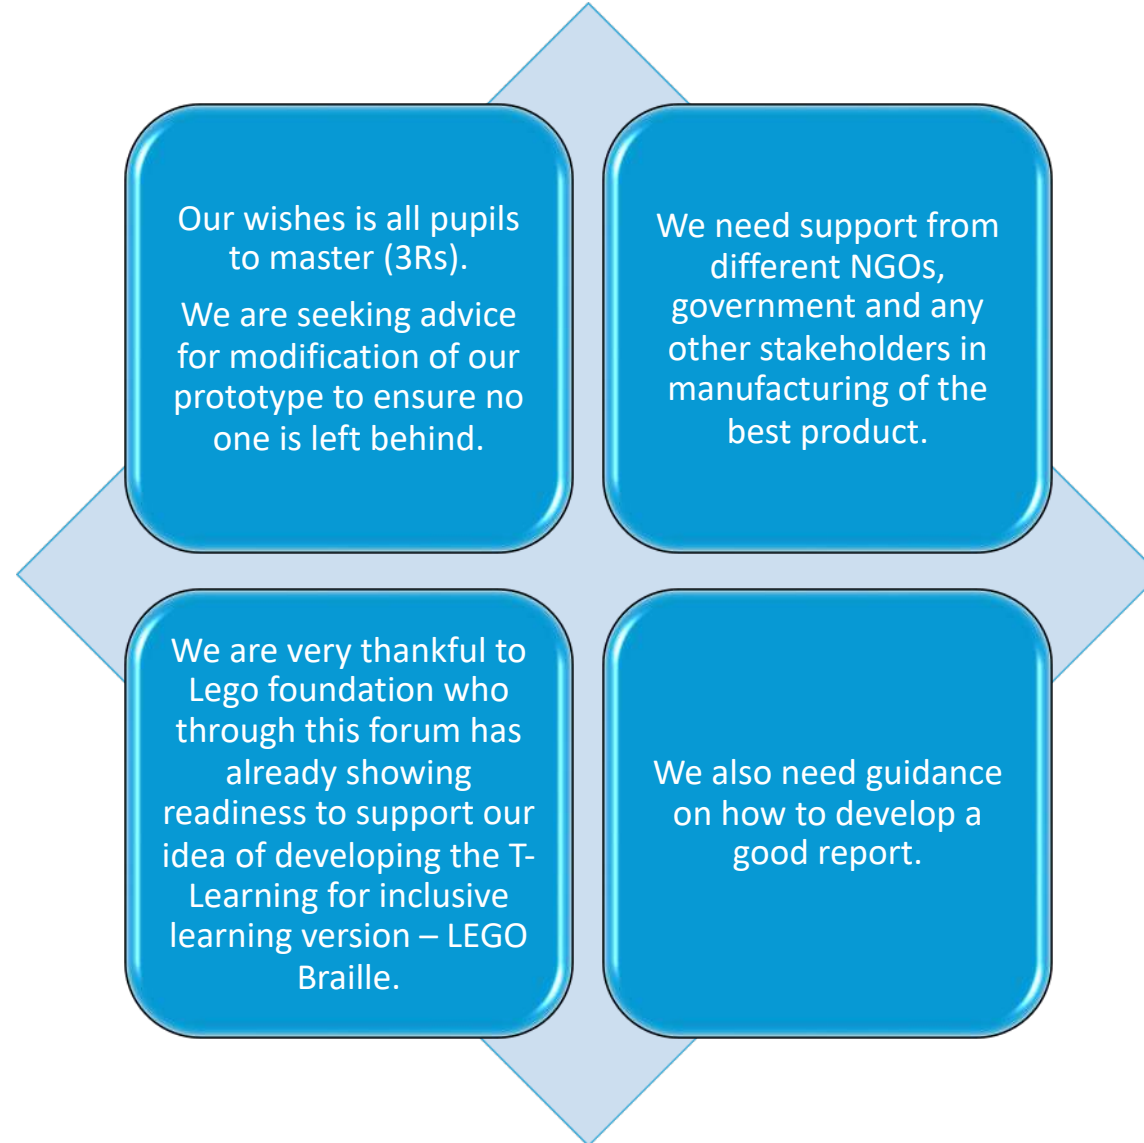 Our wishes is all pupils
to master (3Rs).
We are seeking advice
for modification of our
prototype to ensure no
one is left behind.
We need support from
different NGOs,
government and any
other stakeholders in
manufacturing of the
best product.
We are very thankful to
Lego foundation who
through this forum has
already showing
readiness to support our
idea of developing the T-
Learning for inclusive
learning version – LEGO
Braille.
We also need guidance
on how to develop a
good report.